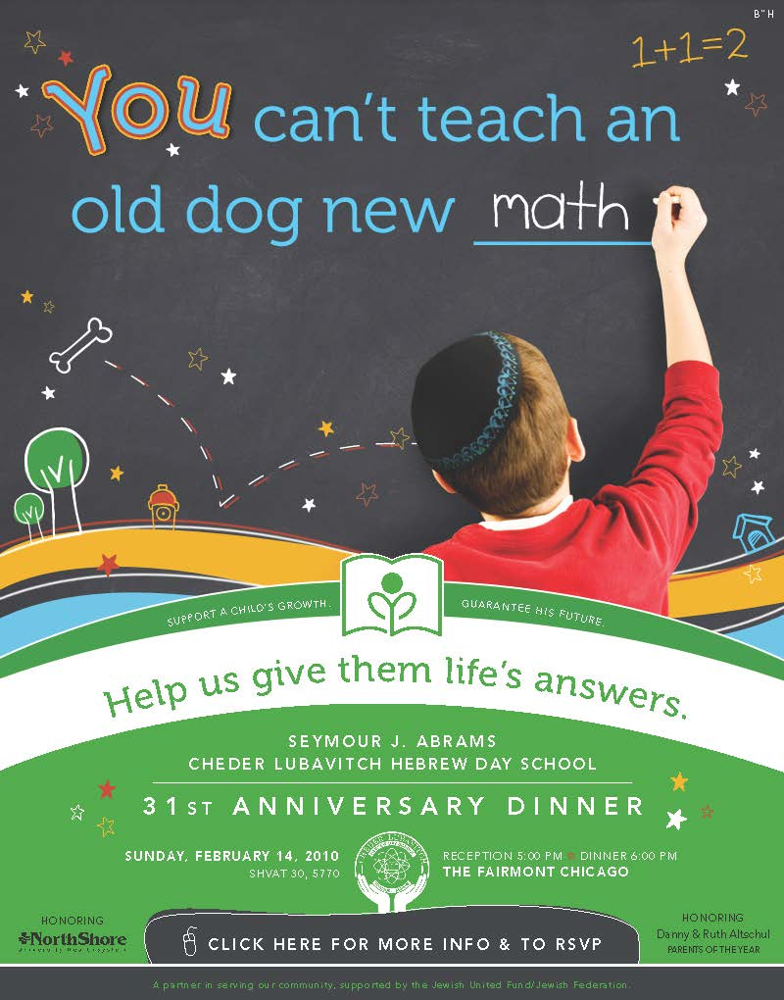 B"H
1+1=2
You can't teach an
old dog new math
SUPPORT A CHILD'S GROWTH. GUARANTEE HIS FUTURE.
Help us give them life's answers.
SEYMOUR J. ABRAMS
CHEDER LUBAVITCH HEBREW DAY SCHOOL
31ST ANNIVERSARY DINNER
SUNDAY, FEBRUARY 14, 2010
SHVAT 30, 5770
CHEDER LUBAVITCH
RECEPTION 5:00 PM DINNER 6:00 PM
THE FAIRMONT CHICAGO
HONORING
NorthShore
University HealthSystem
CLICK HERE FOR MORE INFO & TO RSVP
HONORING
Danny & Ruth Altschul
PARENTS OF THE YEAR
A partner in serving our community, supported by the Jewish United Fund/Jewish Federation.